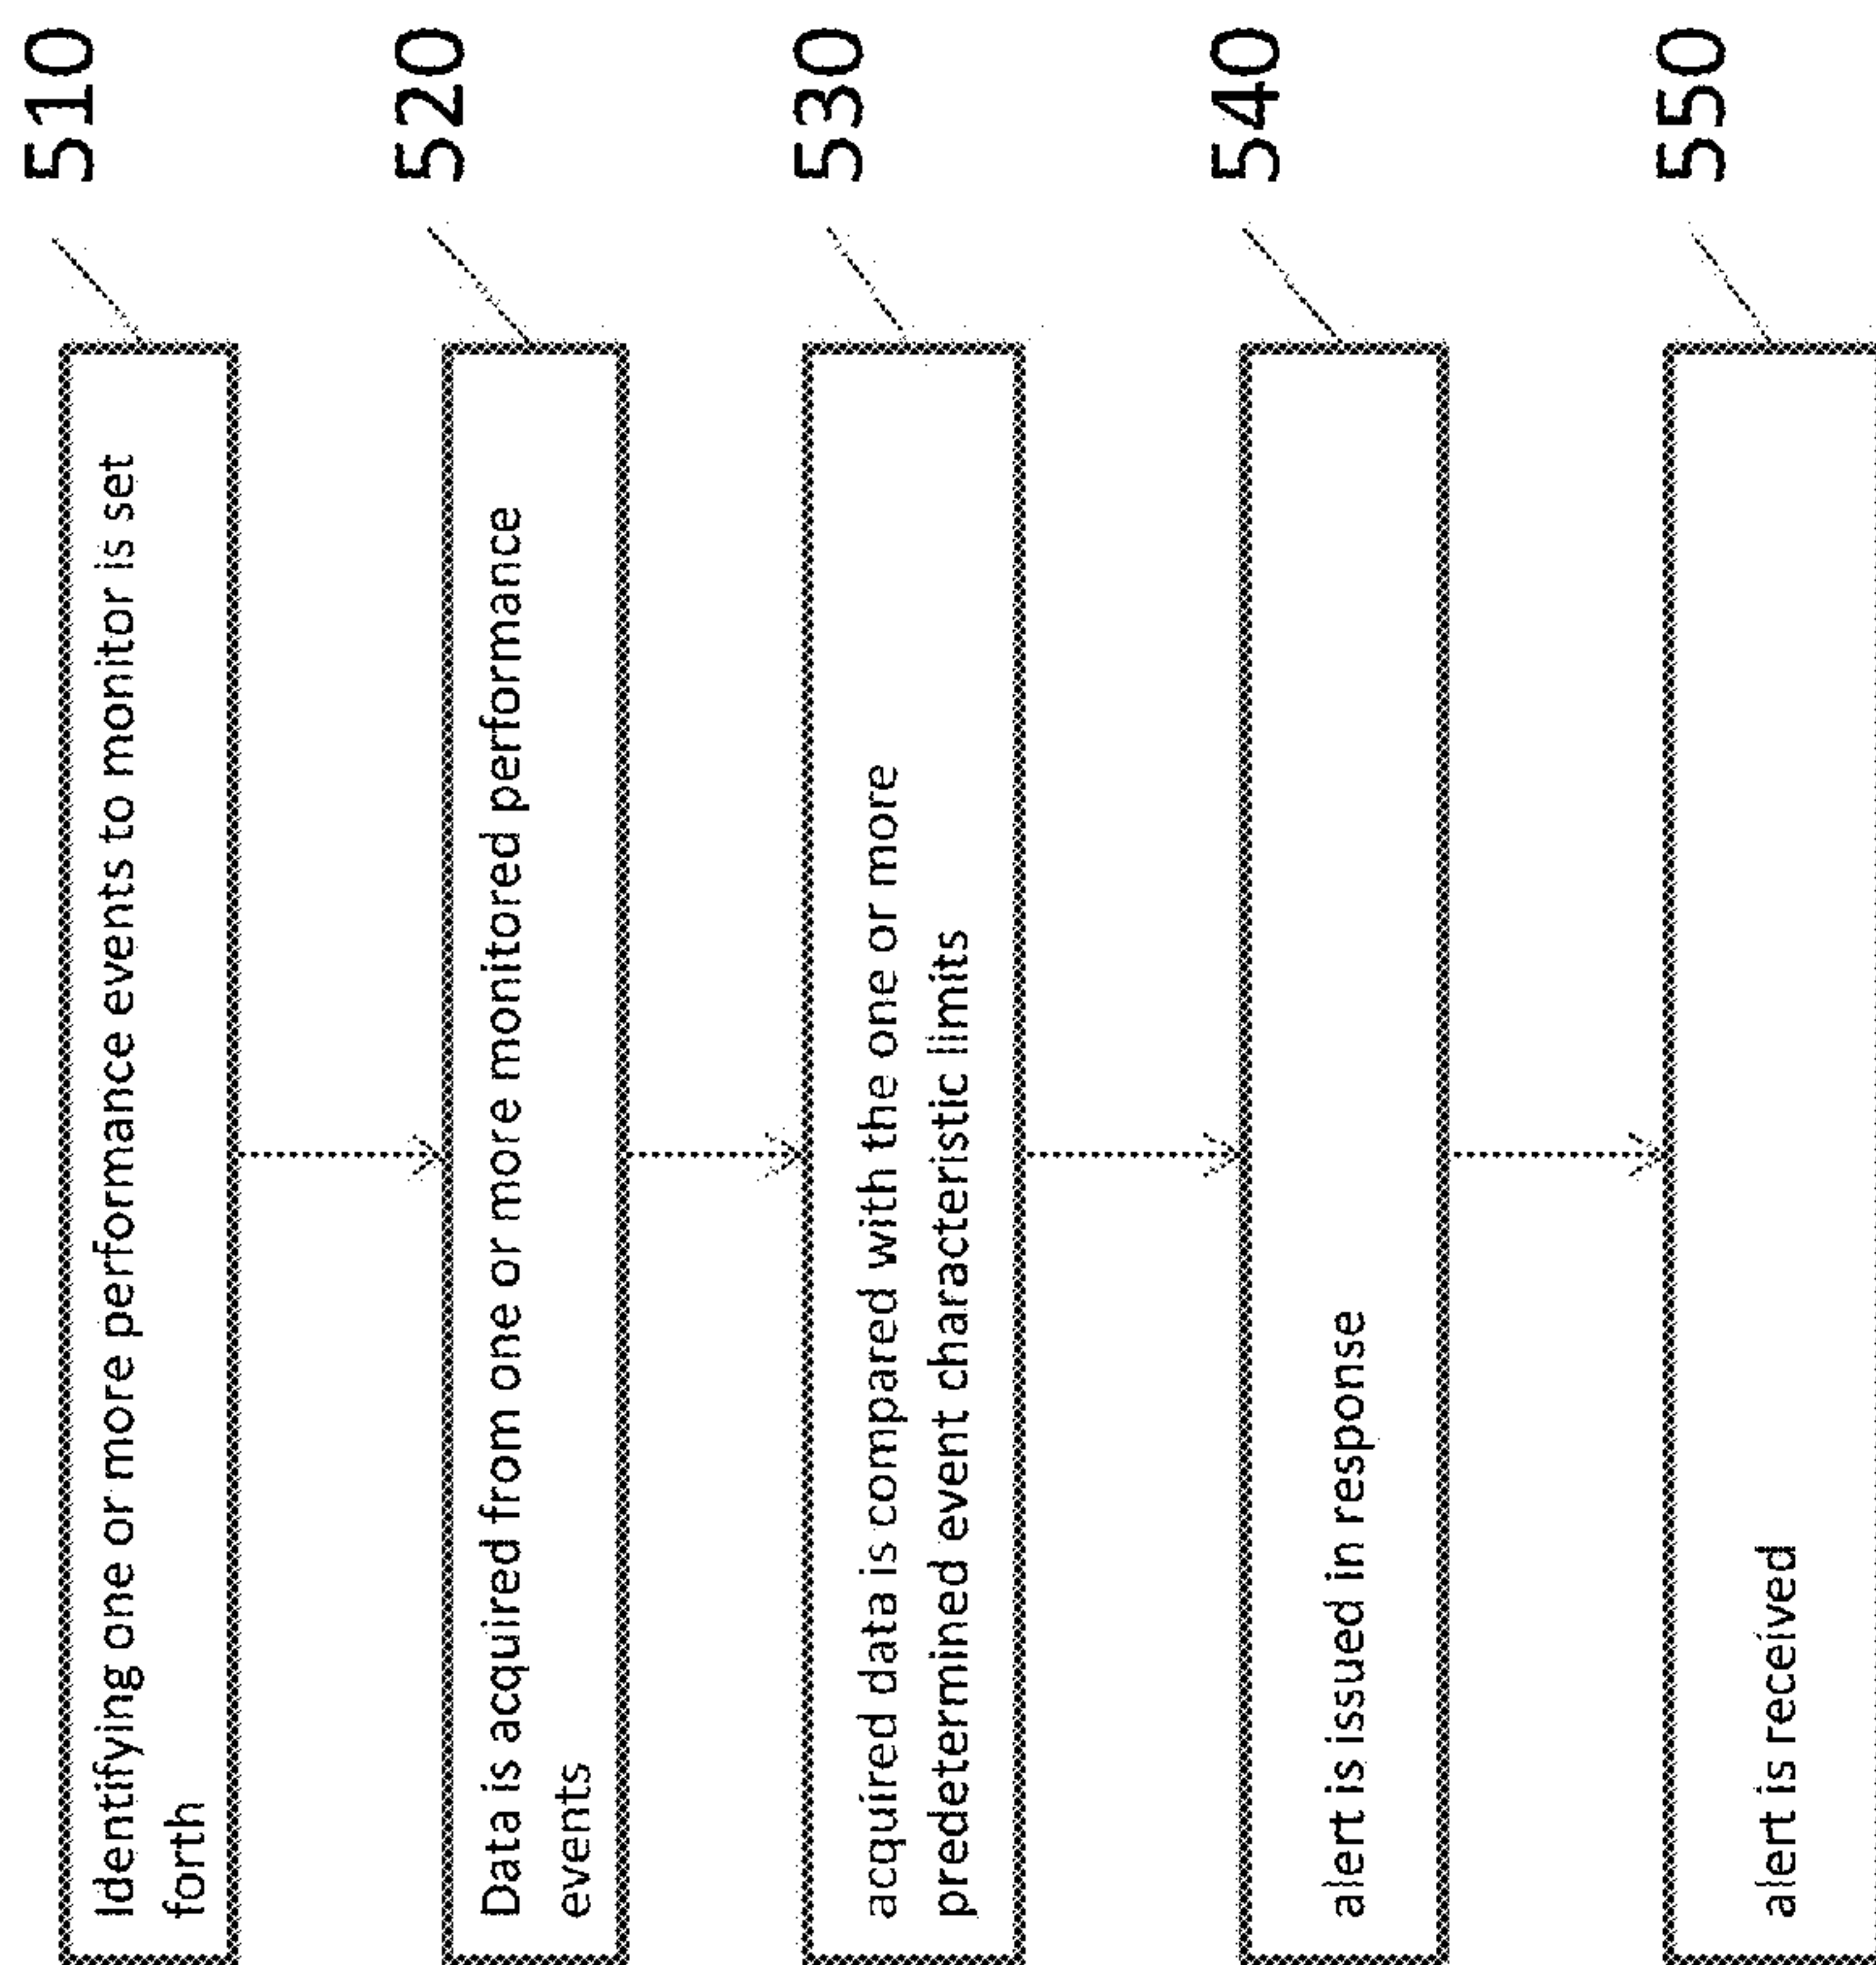 510
Identifying one or more performance events to monitor is set
forth
520
Data is acquired from one or more monitored performance
events
530
acquired data is compared with the one or more
predetermined event characteristic limits
540
alert is issued in response
550
alert is received